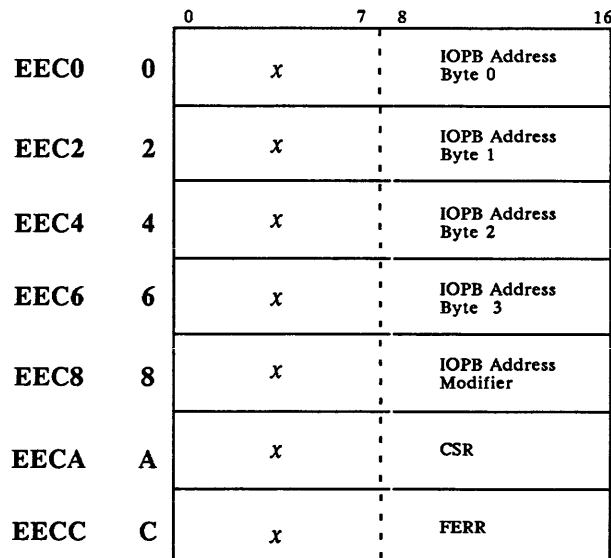 0 7 8 16
EEC0 0 x IOPB Address
Byte 0
EEC2 2 x IOPB Address
Byte 1
EEC4 4 x IOPB Address
Byte 2
EEC6 6 x IOPB Address
Byte 3
EEC8 8 x IOPB Address
Modifier
EECA A x CSR
EECC C x FERR